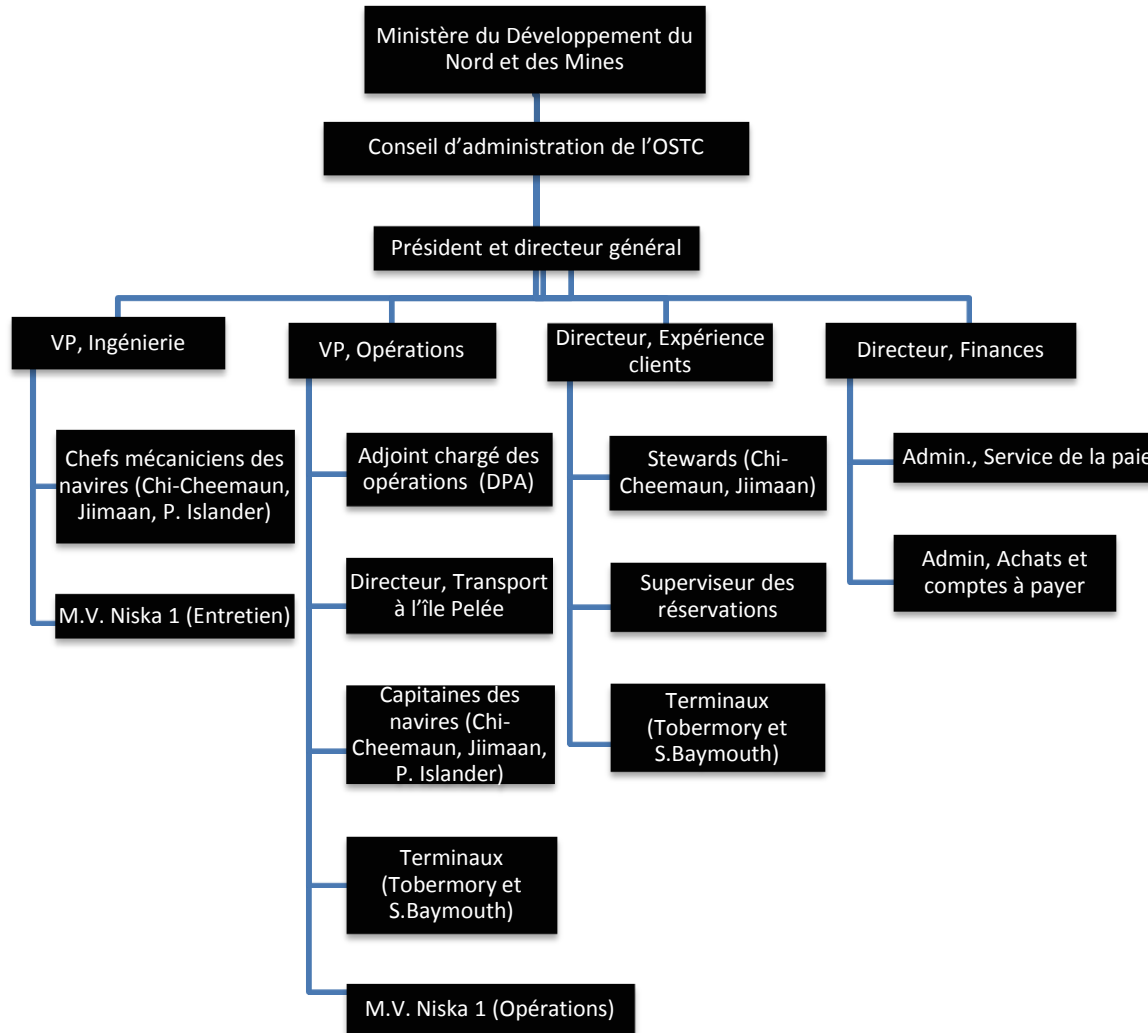 Ministère du Développement du
Nord et des Mines
Conseil d'administration de l'OSTC
Président et directeur général
VP, Ingénierie
VP, Opérations
Directeur, Expérience
clients
Directeur, Finances
Chefs mécaniciens des
navires (Chi-Cheemaun,
Jiimaan, P. Islander)
M.V. Niska 1 (Entretien)
Adjoint chargé des
opérations (DPA)
Directeur, Transport
à l'île Pelée
Capitaines des
navires (Chi-
Cheemaun, Jiimaan,
P. Islander)
Terminaux
(Tobermory et
S.Baymouth)
M.V. Niska 1 (Opérations)
Stewards (Chi-
Cheemaun, Jiimaan)
Superviseur des
réservations
Terminaux
(Tobermory et
S.Baymouth)
Admin., Service de la paie
Admin, Achats et
comptes à payer